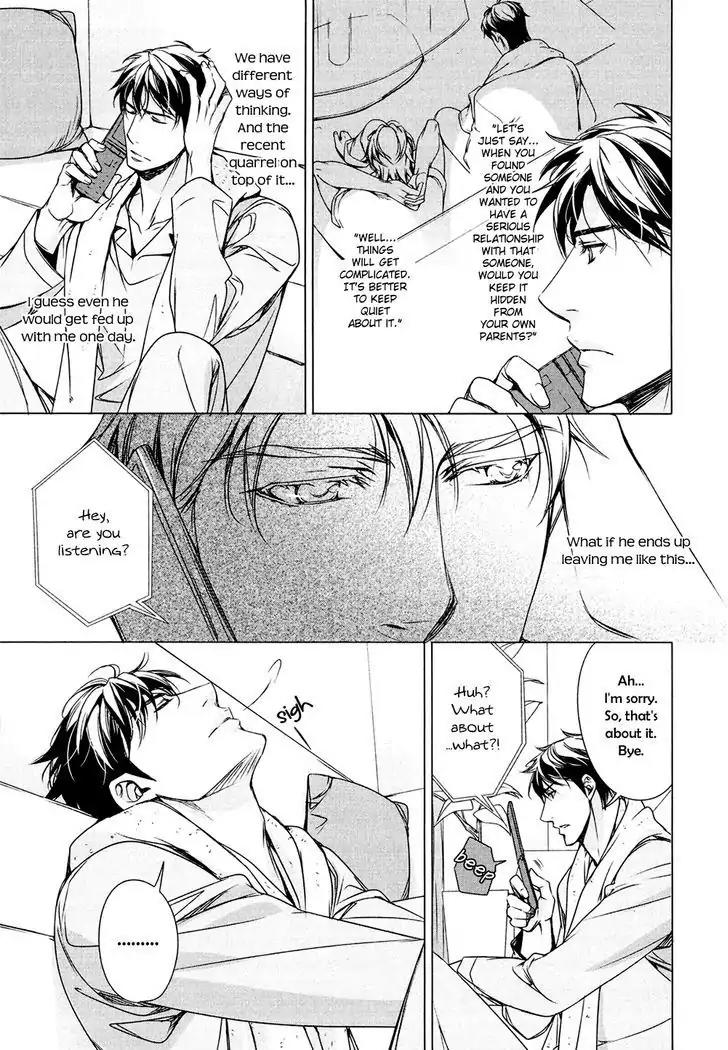 "LET'S
JUST SAY...
WHEN YOU
FOUND
SOMEONE
AND YOU
WANTED TO
HAVE A
SERIOUS
RELATIONSHIP
WITH THAT
SOMEONE,
WOULD YOU
KEEP IT
HIDDEN
FROM
YOUR OWN
PARENTS?"
"WELL...
THINGS
WILL GET
COMPLICATED.
IT'S BETTER
TO KEEP
QUIET
ABOUT IT."
We have
different
ways of
thinking.
And the
recent
quarrel on
top of it...
I guess even he
would get fed up
with me one day.
What if he ends up
leaving me like this...
Hey,
are you
listening?
Ah...
I'm sorry.
So, that's
about it.
Bye.
Huh?
What
about
...what?!
beep
sigh
..........